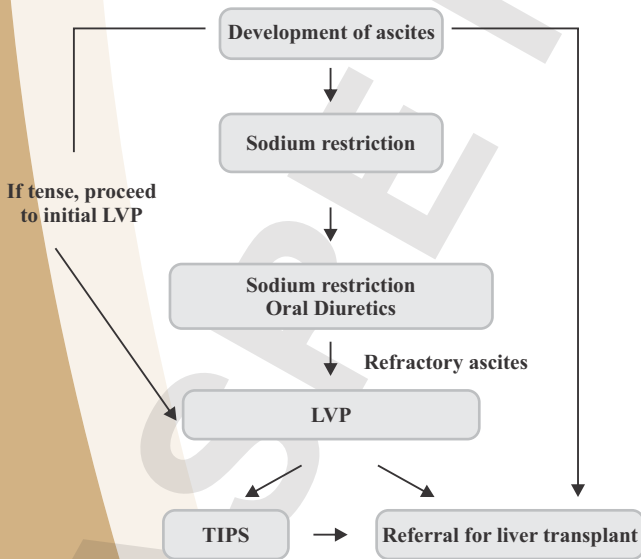 Development of ascites
Sodium restriction
If tense, proceed
to initial LVP
Sodium restriction
Oral Diuretics
Refractory ascites
LVP
TIPS
Referral for liver transplant